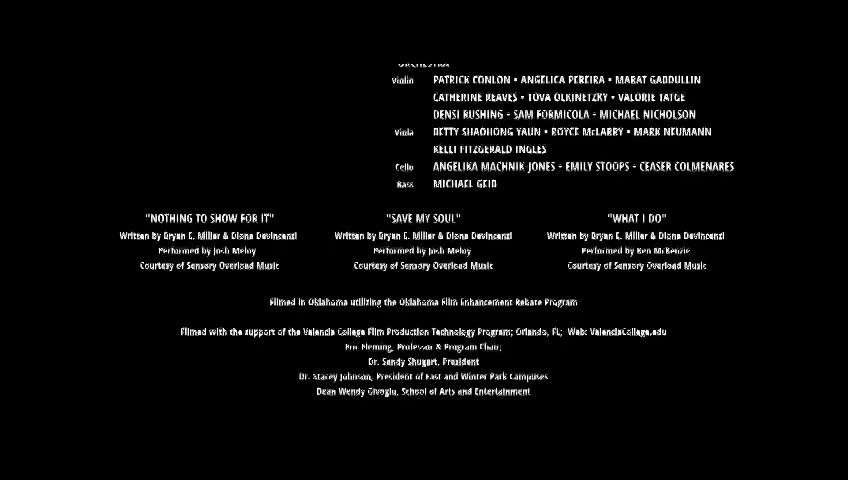 ORCHESTRA
Violin PATRICK CONLON • ANGELICA PEREIRA • MARAT GABDULLIN
CATHERINE REAVES • TOVA OLKINETZKY • VALORIE TATGE
DENSI RUSHING • SAM FORMICOLA • MICHAEL NICHOLSON
Viola BETTY SHAOHONG YAUN • ROYCE McLARRY • MARK NEUMANN
KELLI FITZGERALD INGLES
Cello ANGELIKA MACHNIK-JONES • EMILY STOOPS • CEASER COLMENARES
Bass MICHAEL GEIB
"NOTHING TO SHOW FOR IT" "SAVE MY SOUL" "WHAT I DO"
Written by Bryan E. Miller & Diana Devincenzi Written by Bryan E. Miller & Diana Devincenzi Written by Bryan E. Miller & Diana Devincenzi
Performed by Josh Meloy Performed by Josh Meloy Performed by Ben McKenzie
Courtesy of Sensory Overload Music Courtesy of Sensory Overload Music Courtesy of Sensory Overload Music
Filmed in Oklahoma utilizing the Oklahoma Film Enhancement Rebate Program
Filmed with the support of the Valencia College Film Production Technology Program; Orlando, FL; Web: ValenciaCollege.edu
Eric Fleming, Professor & Program Chair;
Dr. Sandy Shugart, President
Dr. Stacey Johnson, President of East and Winter Park Campuses
Dean Wendy Givoglu, School of Arts and Entertainment